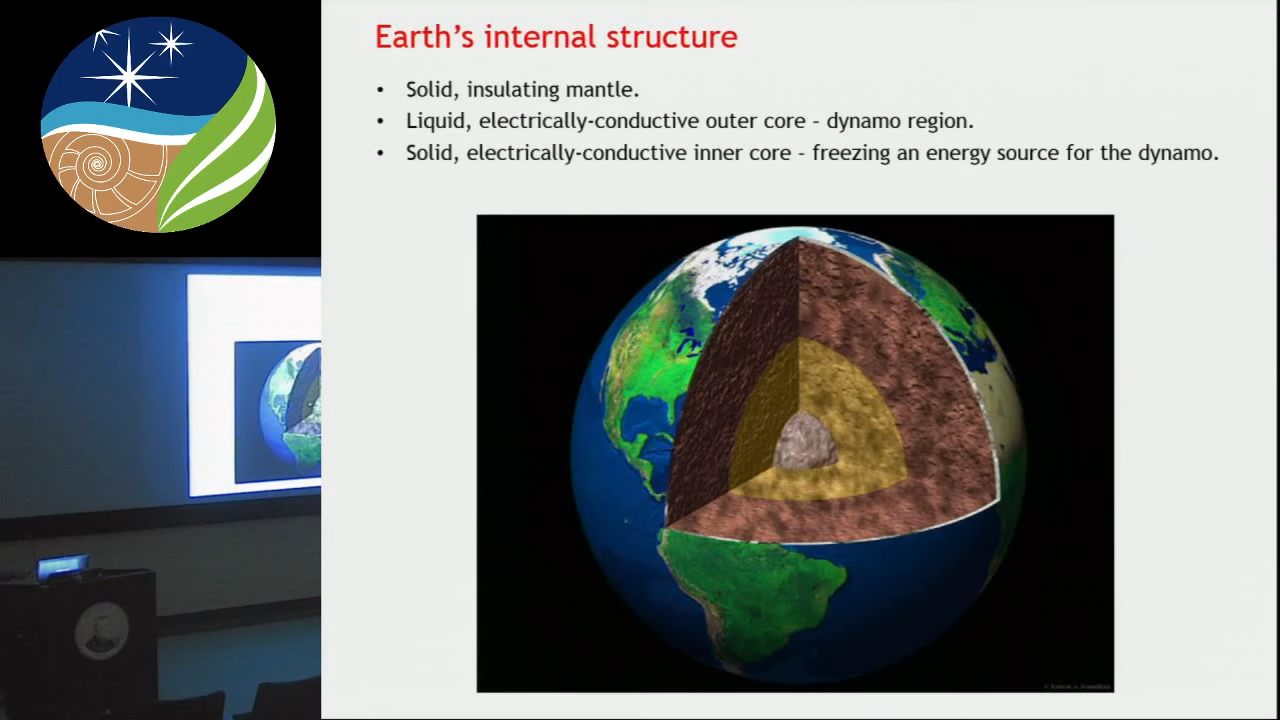 Earth's internal structure
• Solid, insulating mantle.
• Liquid, electrically-conductive outer core - dynamo region.
• Solid, electrically-conductive inner core - freezing an energy source for the dynamo.